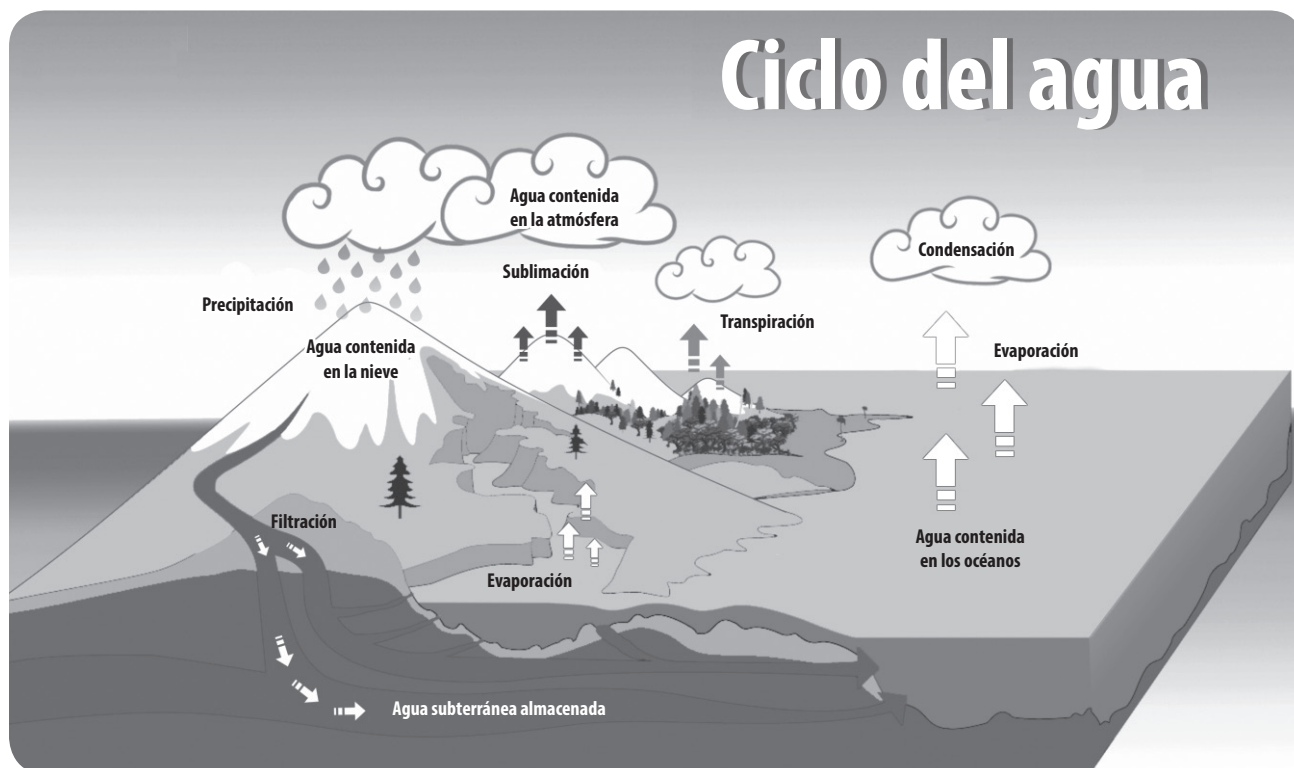 Ciclo del agua
Agua contenida
en la atmósfera
Condensación
Sublimación
Precipitación
Transpiración
Agua contenida
en la nieve
Evaporación
Filtración
Agua contenida
en los océanos
Evaporación
Agua subterránea almacenada